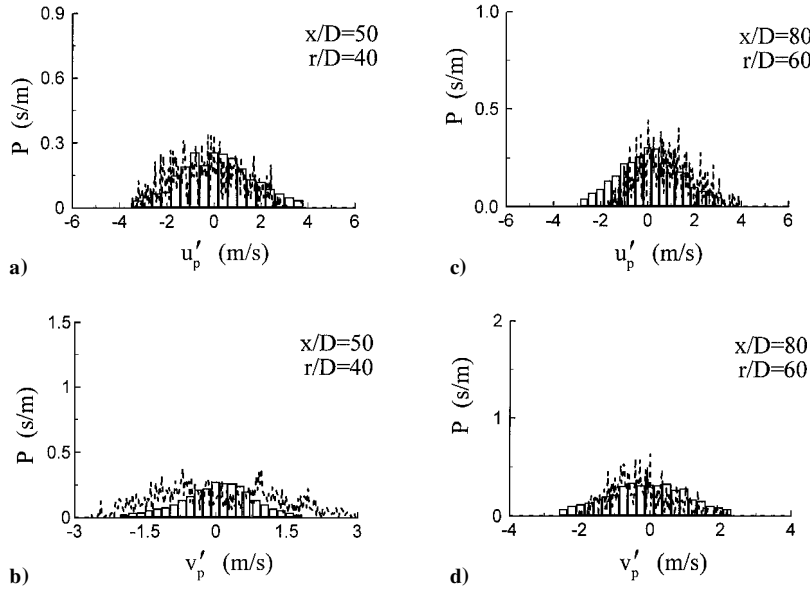 0.9
0.6
0.3
0
P (s/m)
x/D=50
r/D=40
-6 -4 -2 0 2 4 6
a) u′p (m/s)
1.0
0.5
0.0
P (s/m)
x/D=80
r/D=60
-6 -4 -2 0 2 4 6
c) u′p (m/s)
1.5
1
0.5
0
P (s/m)
x/D=50
r/D=40
-3 -1.5 0 1.5 3
b) v′p (m/s)
2
1
0
P (s/m)
x/D=80
r/D=60
-4 -2 0 2 4
d) v′p (m/s)